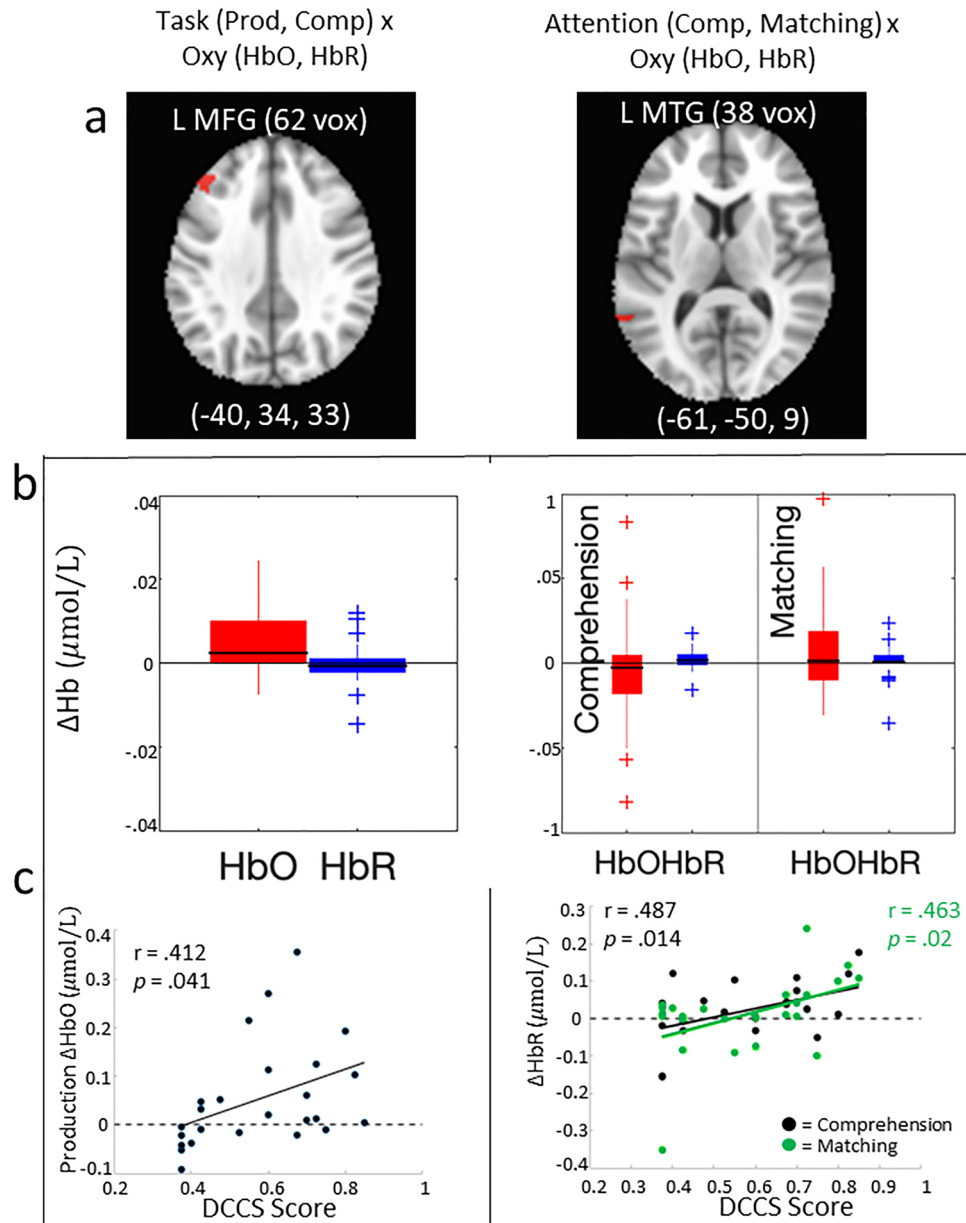 Task (Prod, Comp) x
Oxy (HbO, HbR)
Attention (Comp, Matching) x
Oxy (HbO, HbR)
a
L MFG (62 vox)
(-40, 34, 33)
L MTG (38 vox)
(-61, -50, 9)
b
ΔHb (μmol/L)
.04
.02
0
-.02
-.04
HbO HbR
1
.05
0
-.05
-1
Comprehension
Matching
HbOHbR
HbOHbR
c
Production ΔHbO (μmol/L)
0.4
0.3
0.2
0.1
0
-0.1
r = .412
p = .041
0.2 0.4 0.6 0.8 1
DCCS Score
ΔHbR (μmol/L)
0.3
0.2
0.1
0
-0.1
-0.2
-0.3
-0.4
r = .487
p = .014
r = .463
p = .02
= Comprehension
= Matching
0.2 0.3 0.4 0.5 0.6 0.7 0.8 0.9 1
DCCS Score